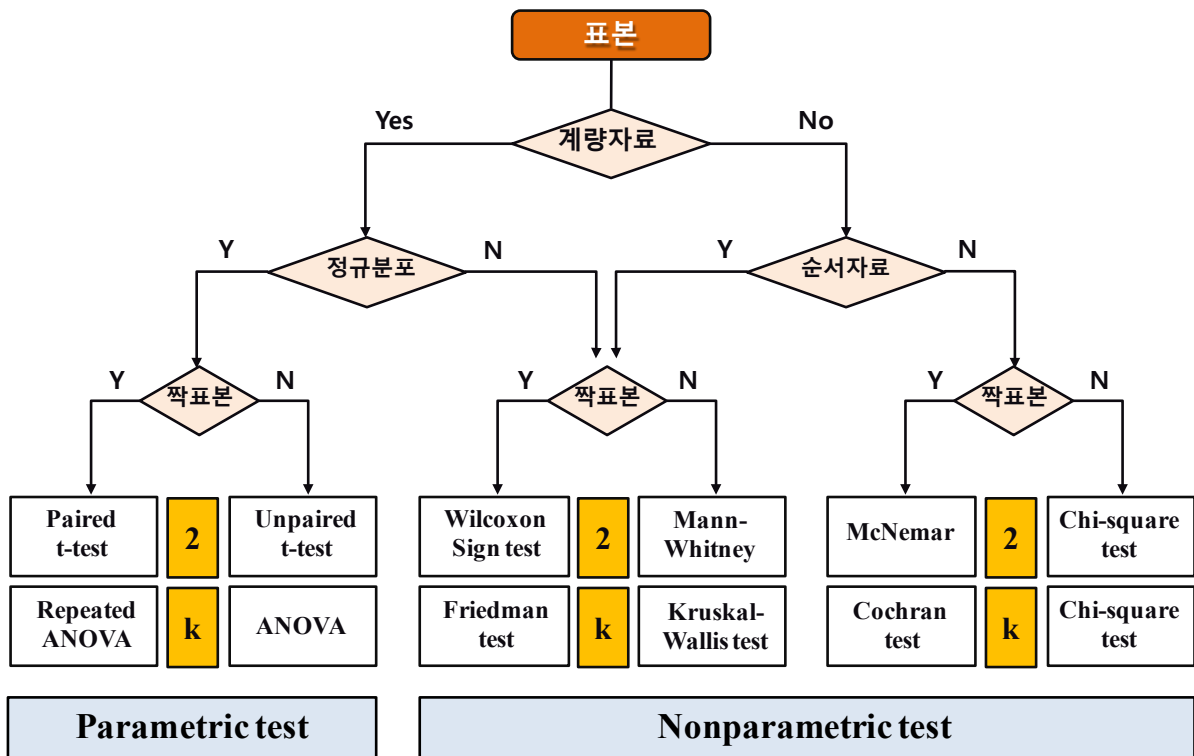 표본
Yes
계량자료
No
Y
정규분포
N
Y
순서자료
N
Y
짝표본
N
Y
짝표본
N
Y
짝표본
N
Paired
t-test
2
Unpaired
t-test
Wilcoxon
Sign test
2
Mann-
Whitney
McNemar
2
Chi-square
test
Repeated
ANOVA
k
ANOVA
Friedman
test
k
Kruskal-
Wallis test
Cochran
test
k
Chi-square
test
Parametric test
Nonparametric test